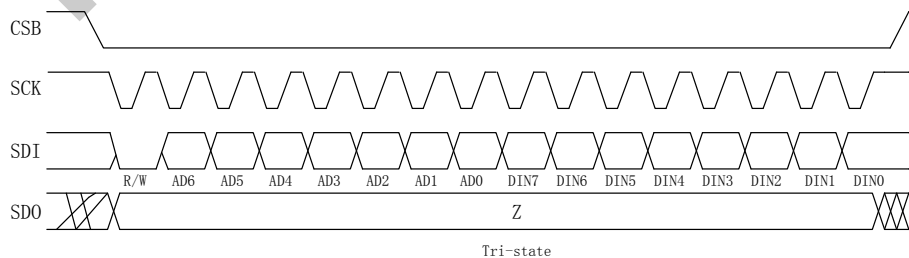 CSB
SCK
SDI
R/W AD6 AD5 AD4 AD3 AD2 AD1 AD0 DIN7 DIN6 DIN5 DIN4 DIN3 DIN2 DIN1 DIN0
SDO Z
Tri-state